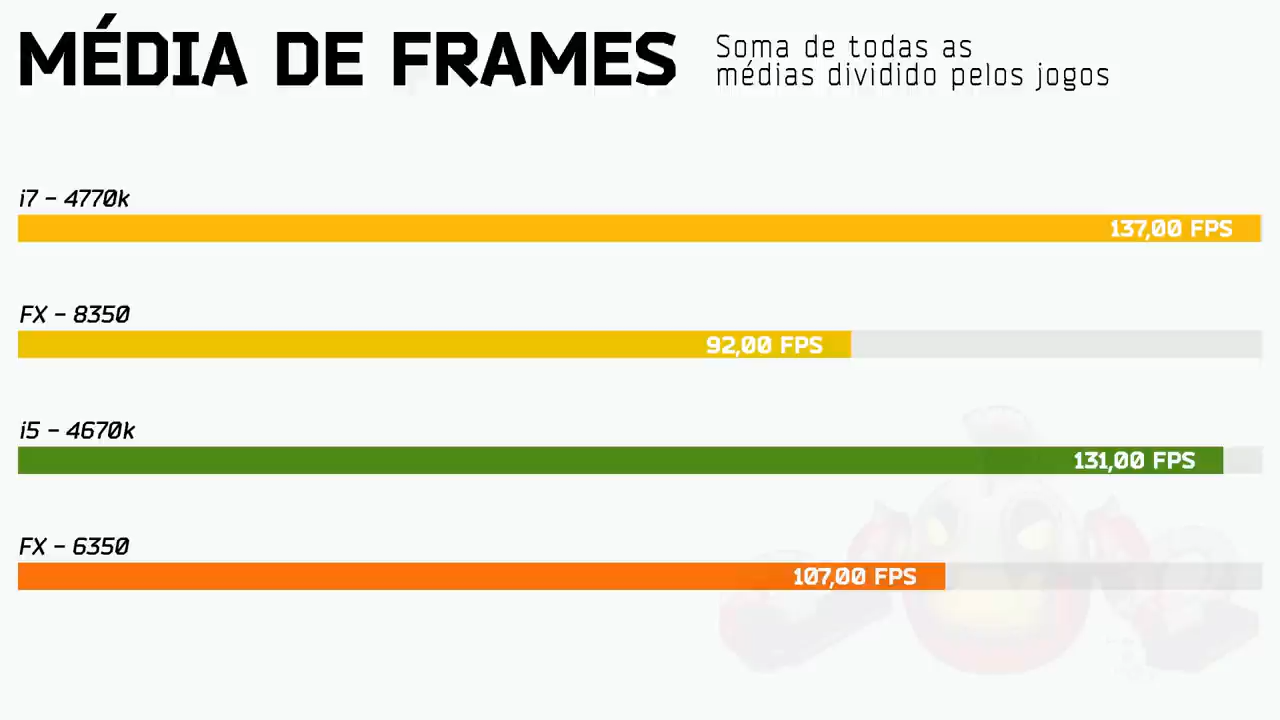 MÉDIA DE FRAMES
Soma de todas as
médias dividido pelos jogos
i7 - 4770k
137,00 FPS
FX - 8350
92,00 FPS
i5 - 4670k
131,00 FPS
FX - 6350
107,00 FPS